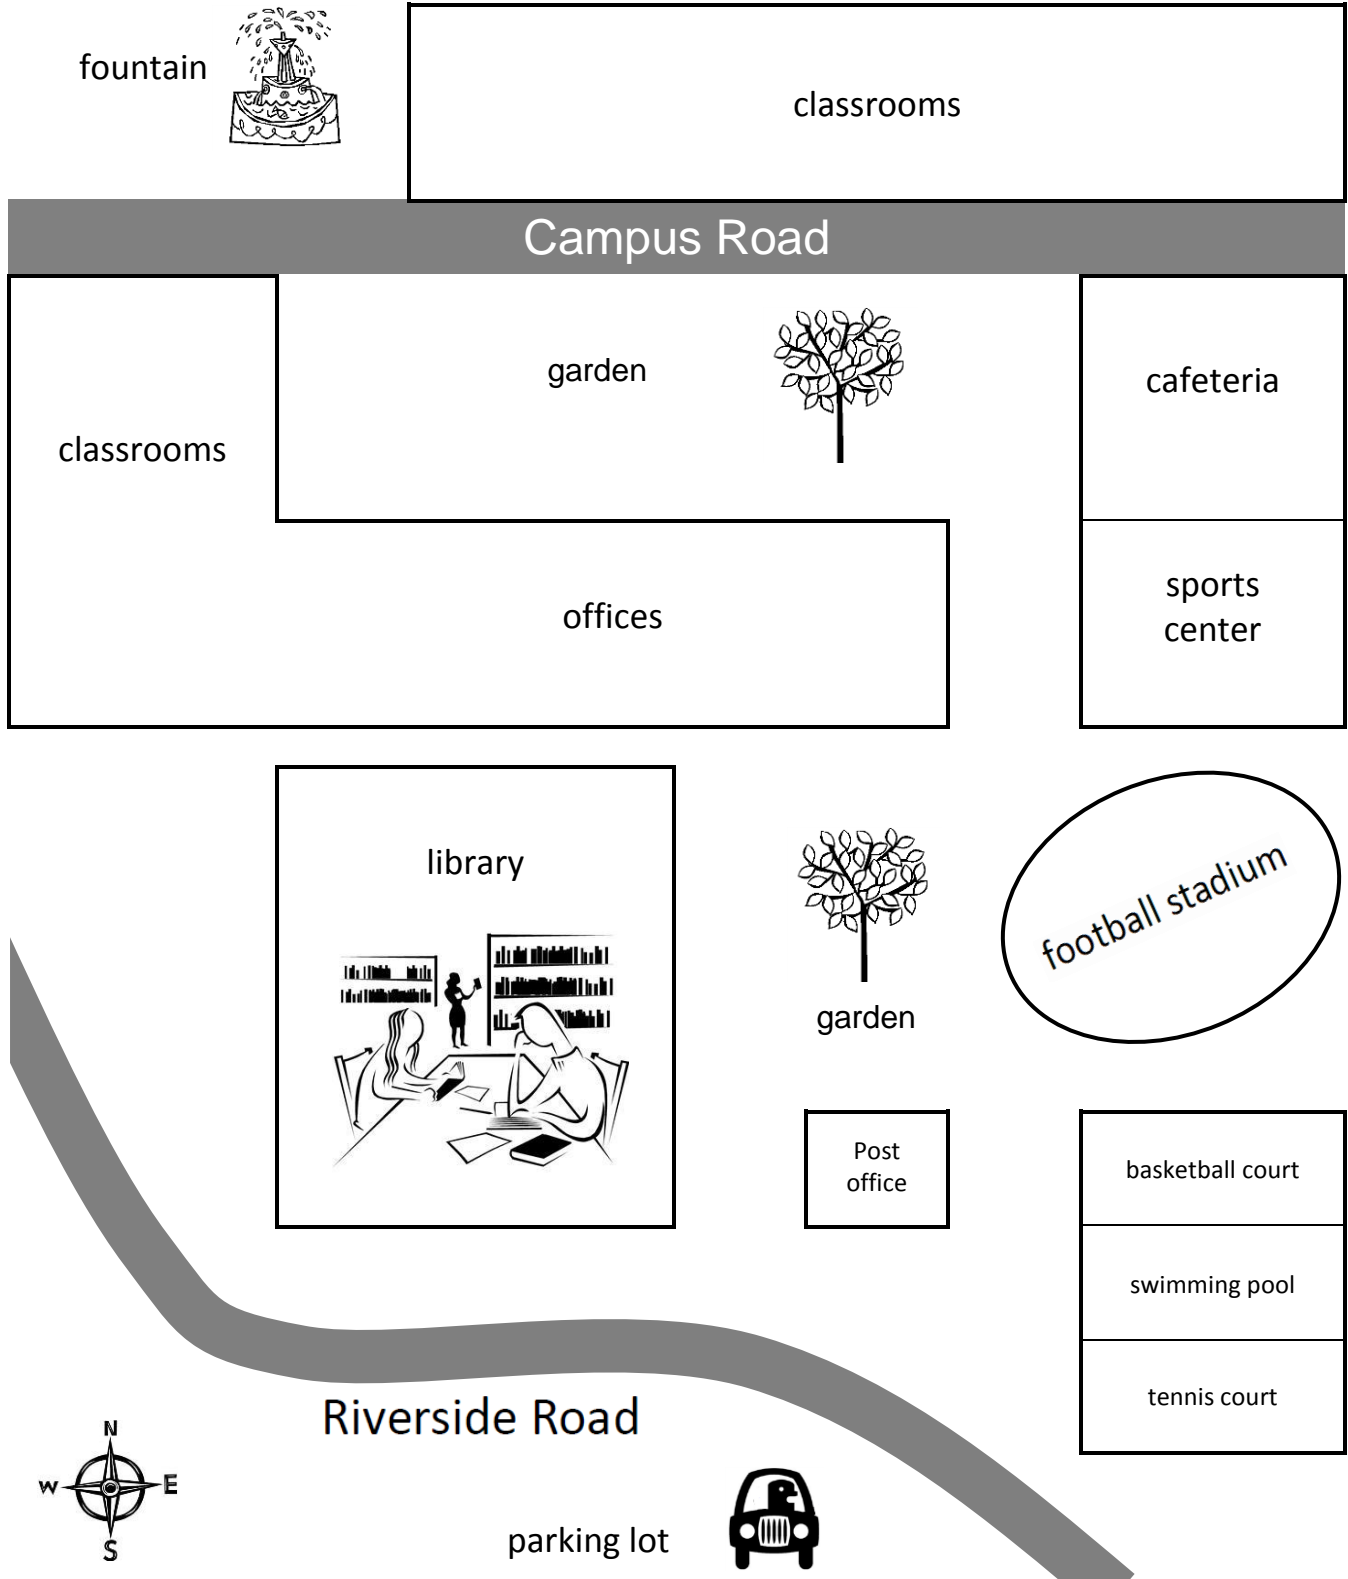 fountain
classrooms
Campus Road
garden
cafeteria
classrooms
sports
center
offices
library
football stadium
garden
Post
office
basketball court
swimming pool
tennis court
Riverside Road
N
W
E
S
parking lot